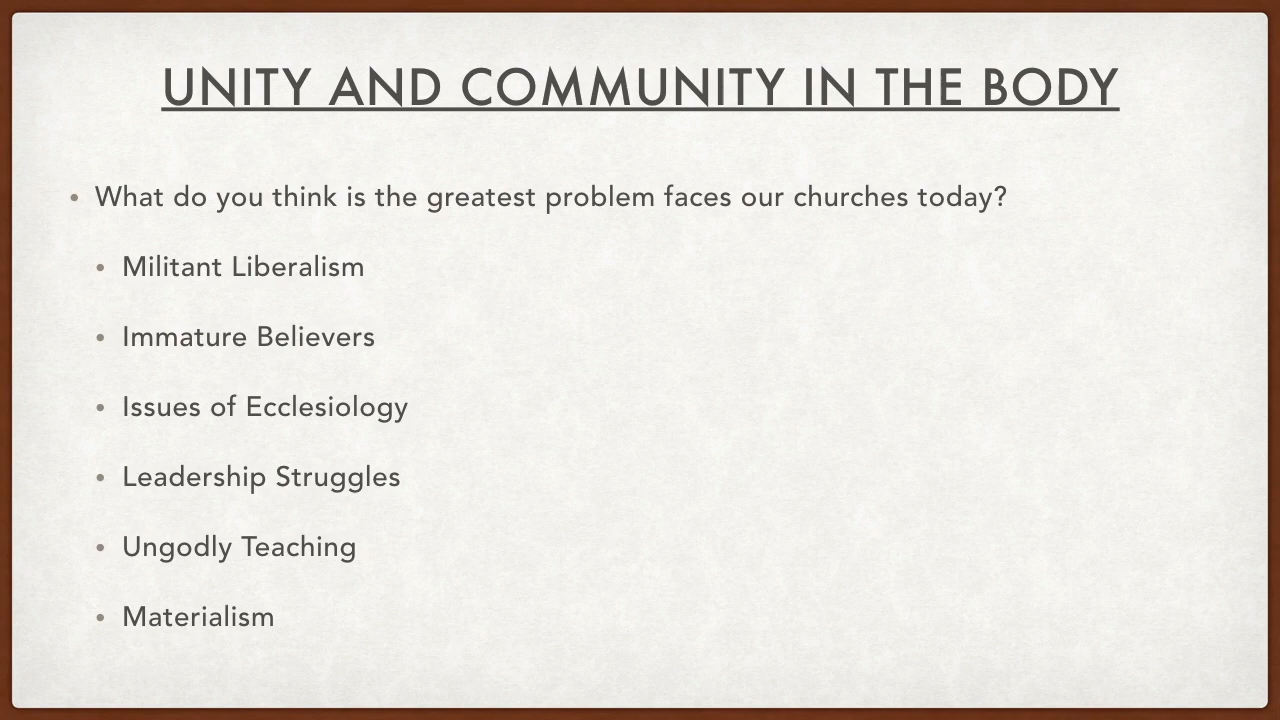 UNITY AND COMMUNITY IN THE BODY
• What do you think is the greatest problem faces our churches today?
• Militant Liberalism
• Immature Believers
• Issues of Ecclesiology
• Leadership Struggles
• Ungodly Teaching
• Materialism